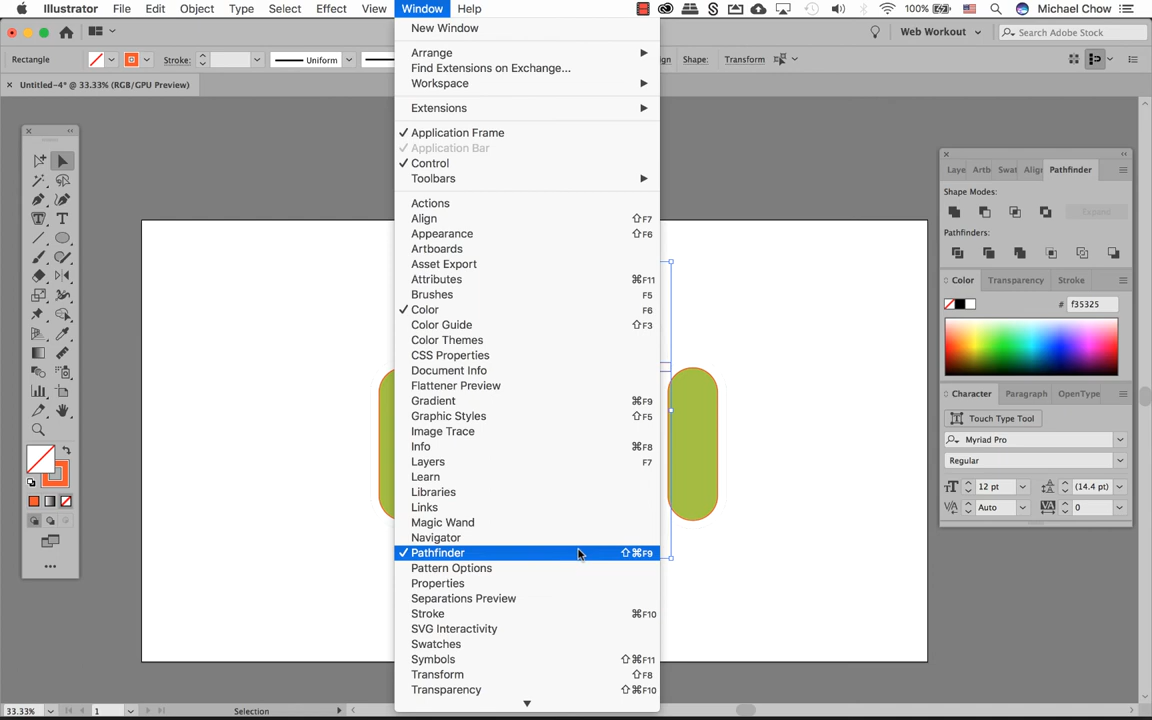 Illustrator File Edit Object Type Select Effect View Window Help 100% Michael Chow
Web Workout Search Adobe Stock
Rectangle Stroke: Uniform Shape: Transform
Untitled-4* @ 33.33% (RGB/GPU Preview)
New Window
Arrange
Find Extensions on Exchange...
Workspace
Extensions
Application Frame
Application Bar
Control
Toolbars
Actions
Align ⇧F7
Appearance ⇧F6
Artboards
Asset Export
Attributes ⌘F11
Brushes F5
Color F6
Color Guide ⇧F3
Color Themes
CSS Properties
Document Info
Flattener Preview
Gradient ⌘F9
Graphic Styles ⇧F5
Image Trace
Info ⌘F8
Layers F7
Learn
Libraries
Links
Magic Wand
Navigator
Pathfinder ⇧⌘F9
Pattern Options
Properties
Separations Preview
Stroke ⌘F10
SVG Interactivity
Swatches
Symbols ⇧⌘F11
Transform ⇧F8
Transparency ⇧⌘F10
Laye Artb Swat Align Pathfinder
Shape Modes:
Expand
Pathfinders:
Color Transparency Stroke
# f35325
Character Paragraph OpenType
Touch Type Tool
Myriad Pro
Regular
12 pt (14.4 pt)
Auto 0
33.33% 1 Selection